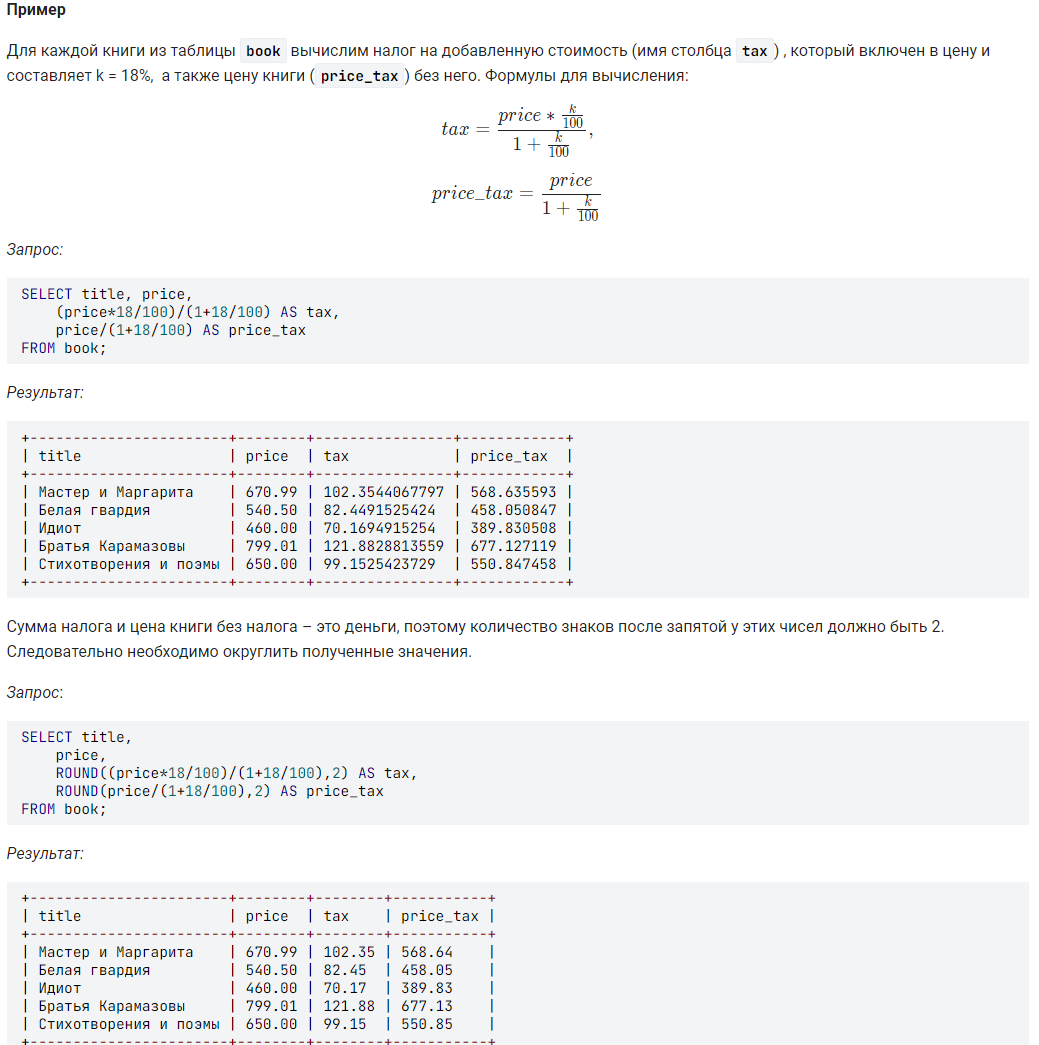 Пример
Для каждой книги из таблицы book вычислим налог на добавленную стоимость (имя столбца tax) , который включен в цену и
составляет k = 18%,  а также цену книги (price_tax) без него. Формулы для вычисления:
tax = \frac{price * \frac{k}{100}}{1 + \frac{k}{100}},
price_tax = \frac{price}{1 + \frac{k}{100}}
Запрос:
SELECT title, price,
    (price*18/100)/(1+18/100) AS tax,
    price/(1+18/100) AS price_tax
FROM book;
Результат:
+-----------------------+--------+----------------+------------+
| title                 | price  | tax            | price_tax  |
+-----------------------+--------+----------------+------------+
| Мастер и Маргарита    | 670.99 | 102.3544067797 | 568.635593 |
| Белая гвардия         | 540.50 | 82.4491525424  | 458.050847 |
| Идиот                 | 460.00 | 70.1694915254  | 389.830508 |
| Братья Карамазовы     | 799.01 | 121.8828813559 | 677.127119 |
| Стихотворения и поэмы | 650.00 | 99.1525423729  | 550.847458 |
+-----------------------+--------+----------------+------------+
Сумма налога и цена книги без налога – это деньги, поэтому количество знаков после запятой у этих чисел должно быть 2.
Следовательно необходимо округлить полученные значения.
Запрос:
SELECT title,
    price,
    ROUND((price*18/100)/(1+18/100),2) AS tax,
    ROUND(price/(1+18/100),2) AS price_tax
FROM book;
Результат:
+-----------------------+--------+--------+-----------+
| title                 | price  | tax    | price_tax |
+-----------------------+--------+--------+-----------+
| Мастер и Маргарита    | 670.99 | 102.35 | 568.64    |
| Белая гвардия         | 540.50 | 82.45  | 458.05    |
| Идиот                 | 460.00 | 70.17  | 389.83    |
| Братья Карамазовы     | 799.01 | 121.88 | 677.13    |
| Стихотворения и поэмы | 650.00 | 99.15  | 550.85    |
+-----------------------+--------+--------+-----------+